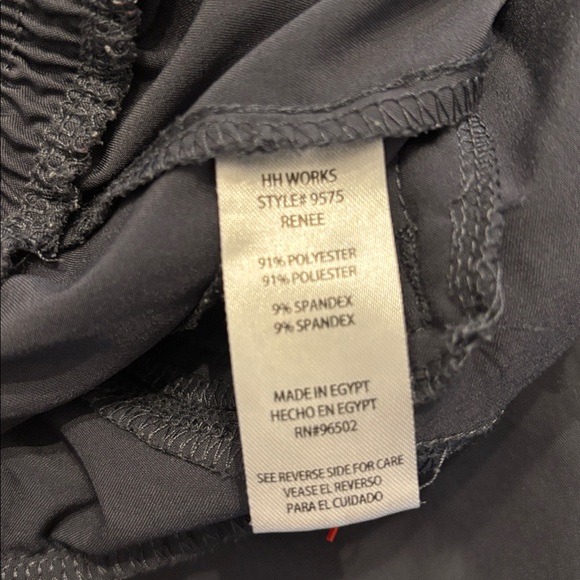 HH WORKS
STYLE# 9575
RENEE
91% POLYESTER
91% POLIESTER
9% SPANDEX
9% SPANDEX
MADE IN EGYPT
HECHO EN EGYPT
RN#96502
SEE REVERSE SIDE FOR CARE
VEASE EL REVERSO
PARA EL CUIDADO